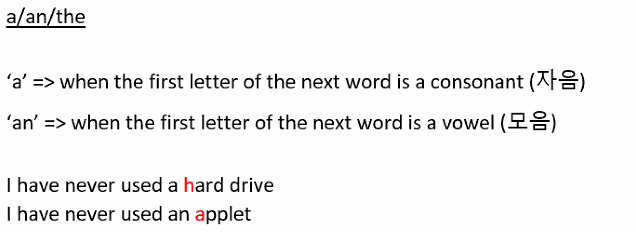 a/an/the
‘a’ => when the first letter of the next word is a consonant (자음)
‘an’ => when the first letter of the next word is a vowel (모음)
I have never used a hard drive
I have never used an applet